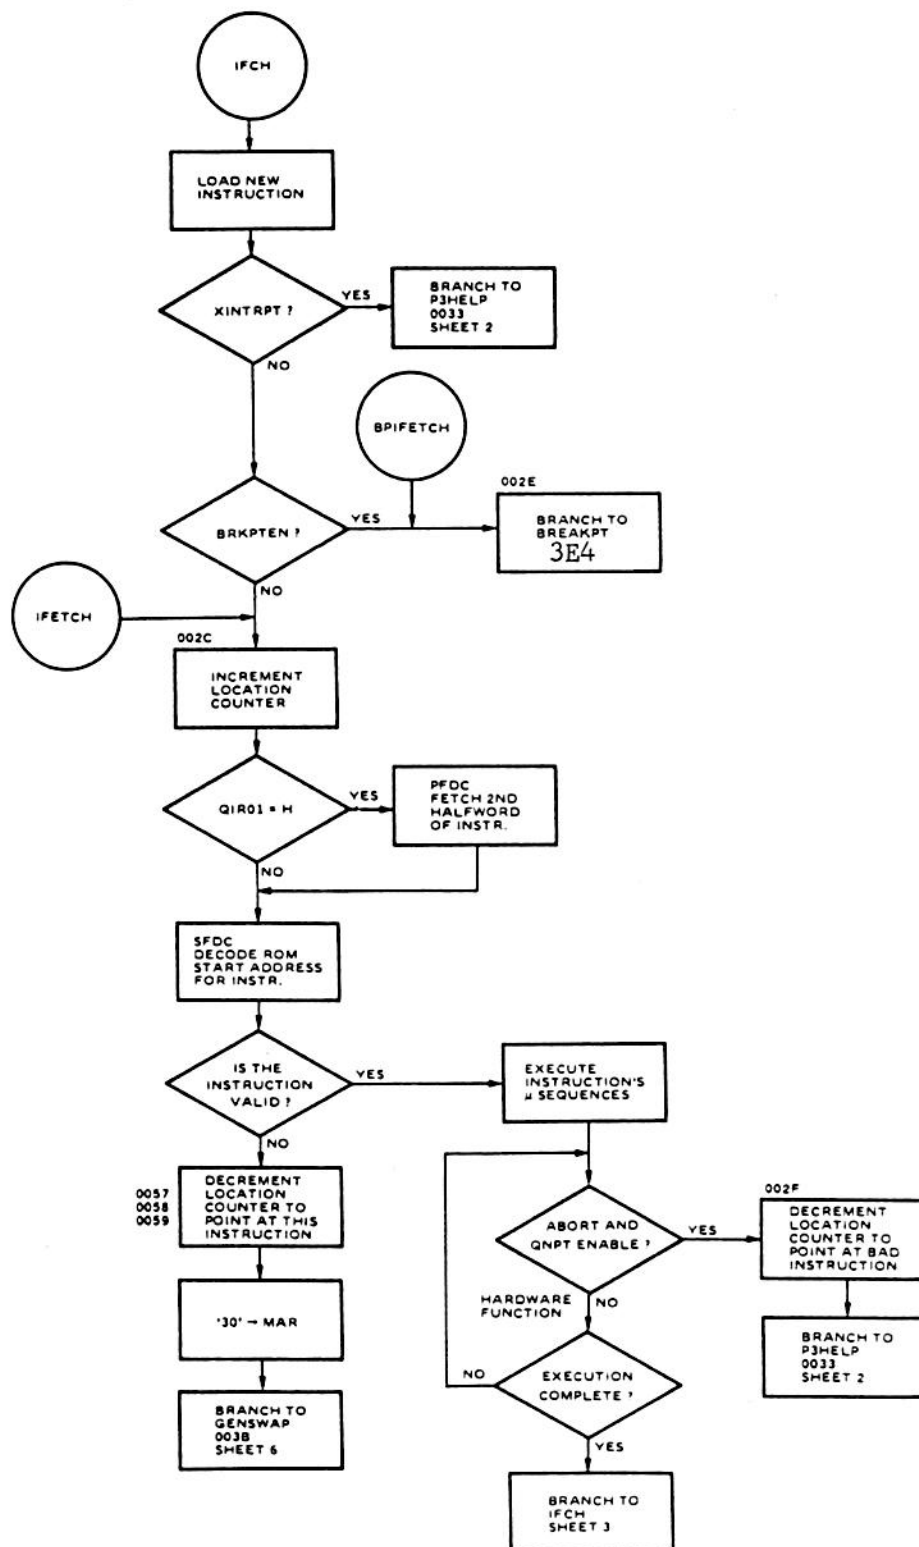 IFCH
LOAD NEW
INSTRUCTION
XINTRPT ?
YES
BRANCH TO
P3HELP
0033
SHEET 2
NO
BPIFETCH
BRKPTEN ?
YES
002E
BRANCH TO
BREAKPT
3E4
NO
IFETCH
002C
INCREMENT
LOCATION
COUNTER
QIR01 = H
YES
PFDC
FETCH 2ND
HALFWORD
OF INSTR.
NO
SFDC
DECODE ROM
START ADDRESS
FOR INSTR.
IS THE
INSTRUCTION
VALID ?
YES
EXECUTE
INSTRUCTION'S
μ SEQUENCES
NO
0057
0058
0059
DECREMENT
LOCATION
COUNTER TO
POINT AT THIS
INSTRUCTION
ABORT AND
QNPT ENABLE ?
YES
002F
DECREMENT
LOCATION
COUNTER TO
POINT AT BAD
INSTRUCTION
HARDWARE
FUNCTION
NO
'30' → MAR
BRANCH TO
P3HELP
0033
SHEET 2
EXECUTION
COMPLETE ?
NO
YES
BRANCH TO
GENSWAP
003B
SHEET 6
BRANCH TO
IFCH
SHEET 3